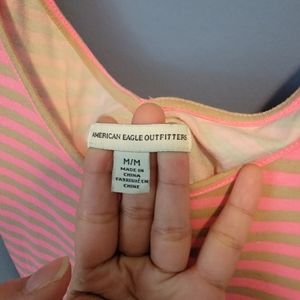 AMERICAN EAGLE OUTFITTERS
M/M
MADE IN
CHINA
FABRIQUÉ EN
CHINE